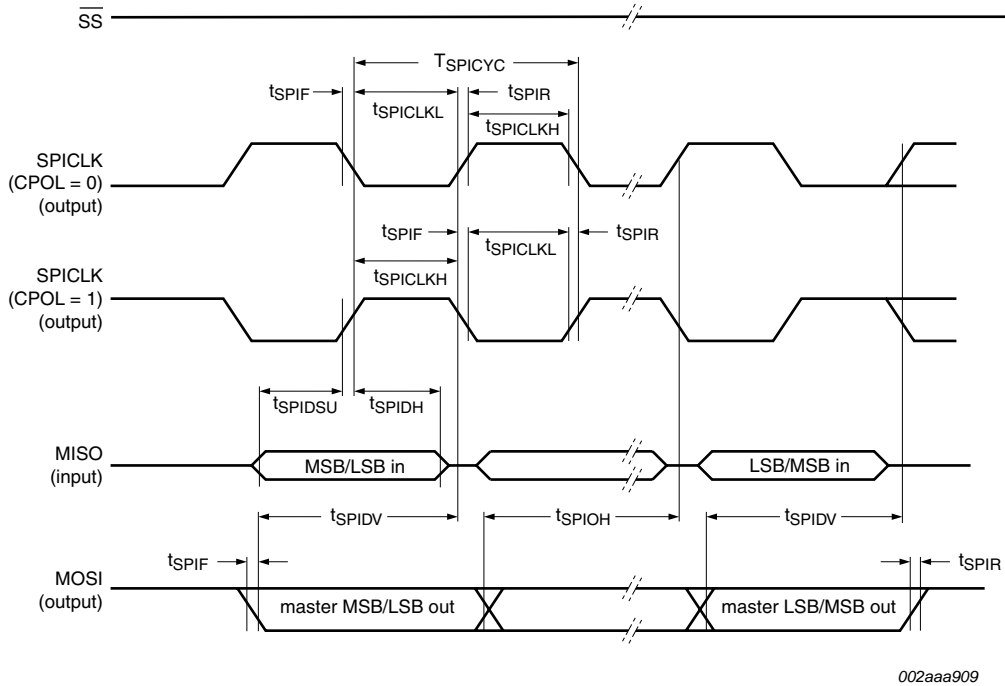 SS
TSPICYC
tSPIF tSPICLKL tSPIR
tSPICLKH
SPICLK
(CPOL = 0)
(output)
tSPIF tSPICLKL tSPIR
tSPICLKH
SPICLK
(CPOL = 1)
(output)
tSPIDSU tSPIDH
MISO
(input)
MSB/LSB in LSB/MSB in
tSPIDV tSPIOH tSPIDV
tSPIF tSPIR
MOSI
(output)
master MSB/LSB out master LSB/MSB out
002aaa909